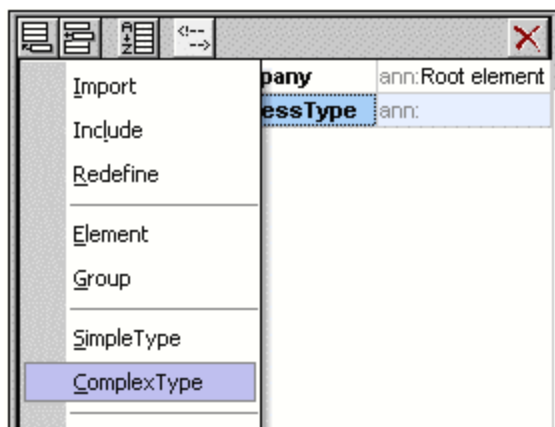 <!--
-->
Import
pany ann:Root element
Include
essType ann:
Redefine
Element
Group
SimpleType
ComplexType